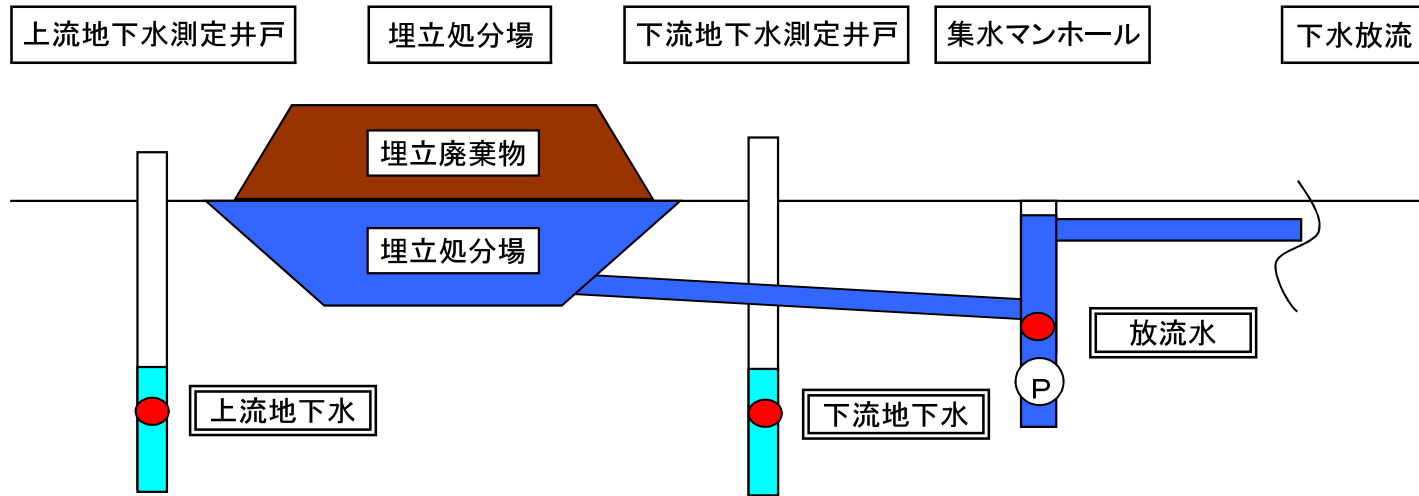 上流地下水測定井戸
埋立処分場
下流地下水測定井戸
集水マンホール
下水放流
埋立廃棄物
埋立処分場
放流水
P
上流地下水
下流地下水